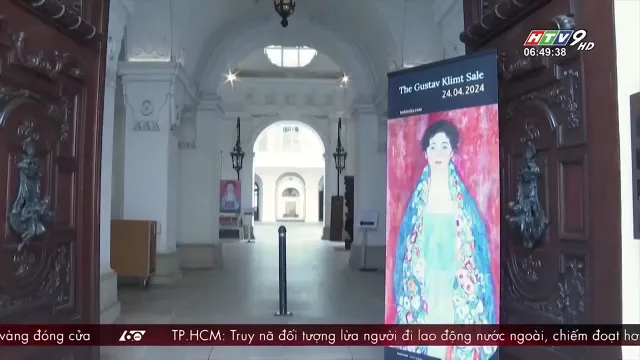 HTV9 HD
06:49:38
The Gustav Klimt Sale
24.04.2024
vàng đóng cửa
60
TP.HCM: Truy nã đối tượng lừa người đi lao động nước ngoài, chiếm đoạt hơ